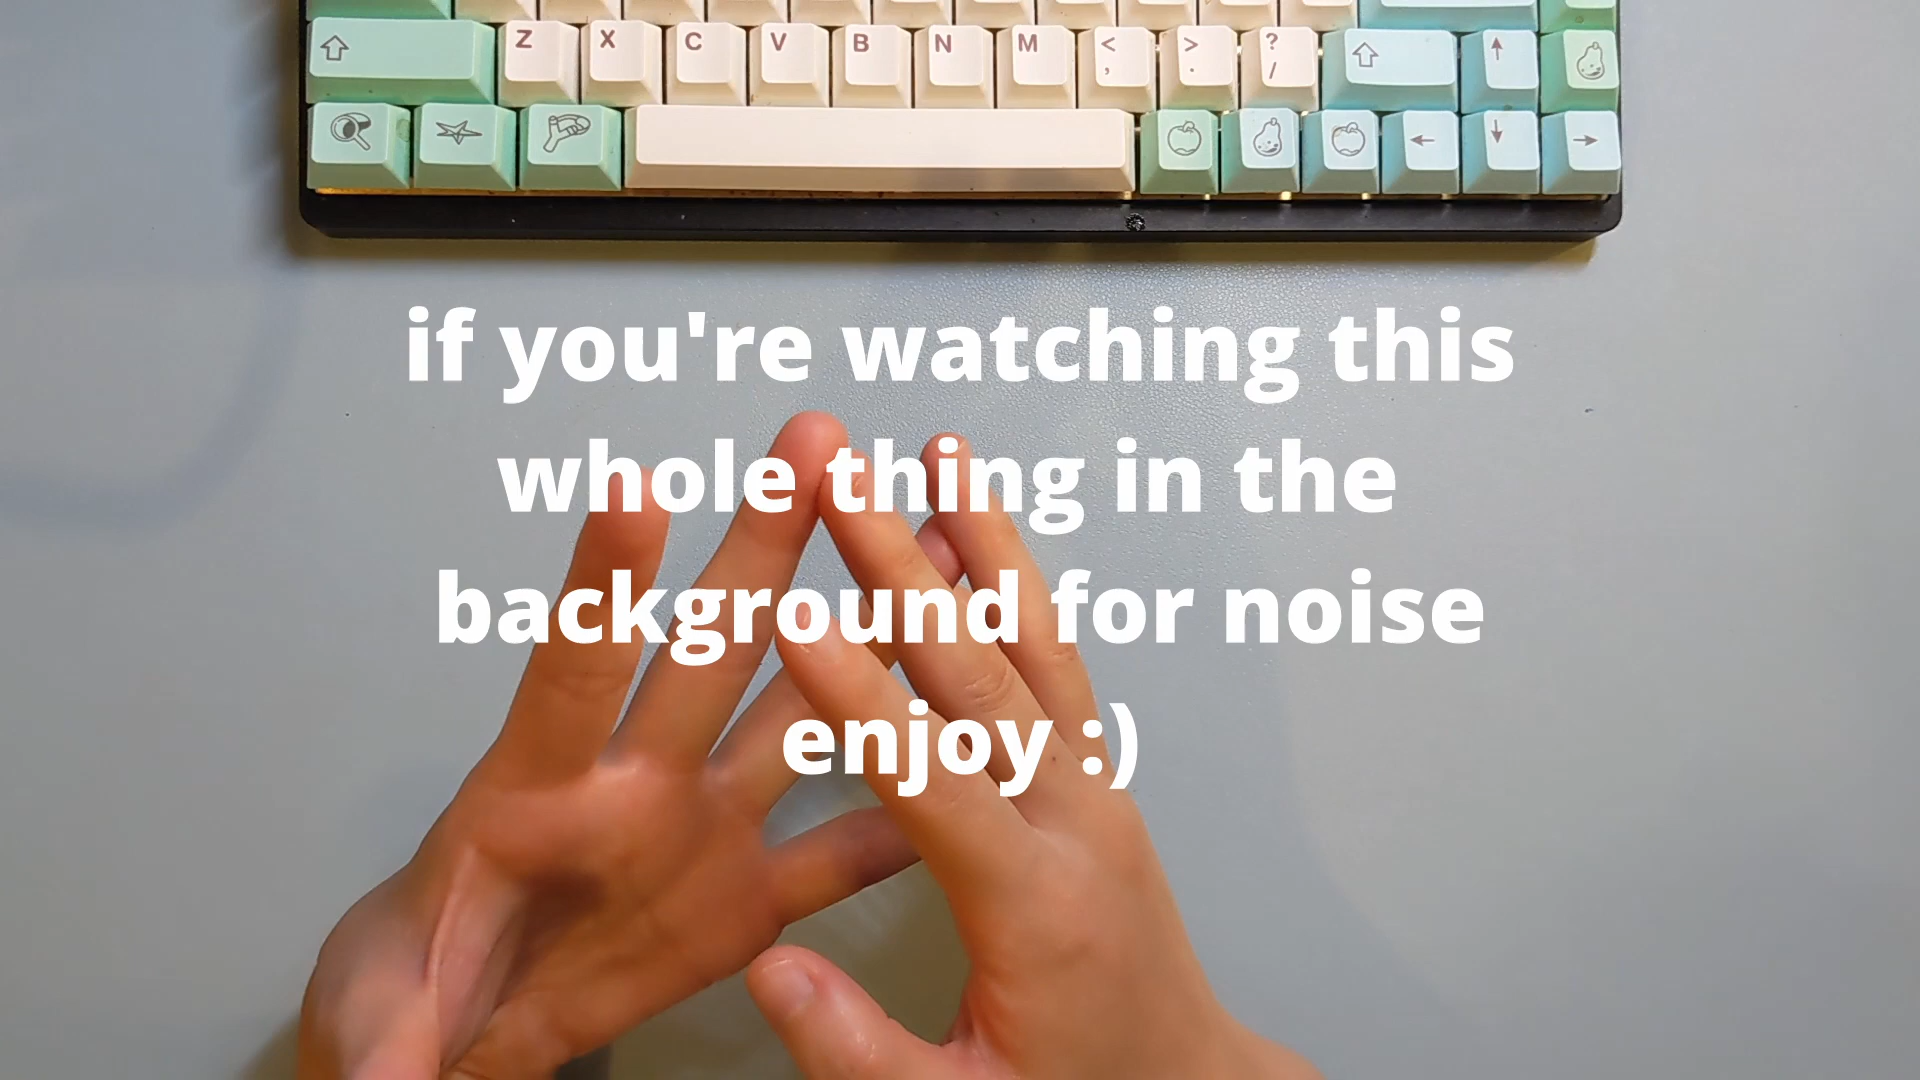 Z X C V B N M < > ?
, . /
if you're watching this
whole thing in the
background for noise
enjoy :)